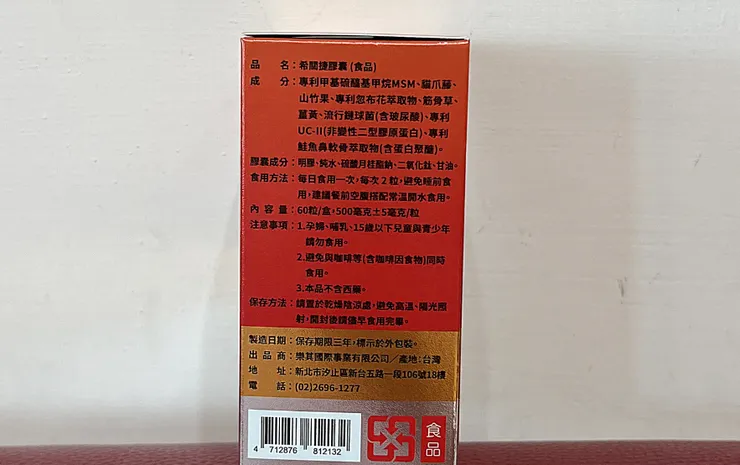 品名：希關捷膠囊(食品)
成分：專利甲基硫醯基甲烷MSM、貓爪藤、
山竹果、專利忽布花萃取物、筋骨草、
薑黃、流行鏈球菌(含玻尿酸)、專利
UC-II(非變性二型膠原蛋白)、專利
鮭魚鼻軟骨萃取物(含蛋白聚醣)。
膠囊成分：明膠、純水、硫酸月桂酯鈉、二氧化鈦、甘油。
食用方法：每日食用一次，每次2粒，避免睡前食
用，建議餐前空腹搭配常溫開水食用。
內容量：60粒/盒，500毫克±5毫克/粒
注意事項：1.孕婦、哺乳、15歲以下兒童與青少年
請勿食用。
2.避免與咖啡等(含咖啡因食物)同時
食用。
3.本品不含西藥。
保存方法：請置於乾燥陰涼處，避免高溫、陽光照
射，開封後請儘早食用完畢。
製造日期：保存期限三年，標示於外包裝。
出品商：樂其國際事業有限公司／產地：台灣
地址：新北市汐止區新台五路一段106號18樓
電話：(02)2696-1277
4 712876 812132
食品